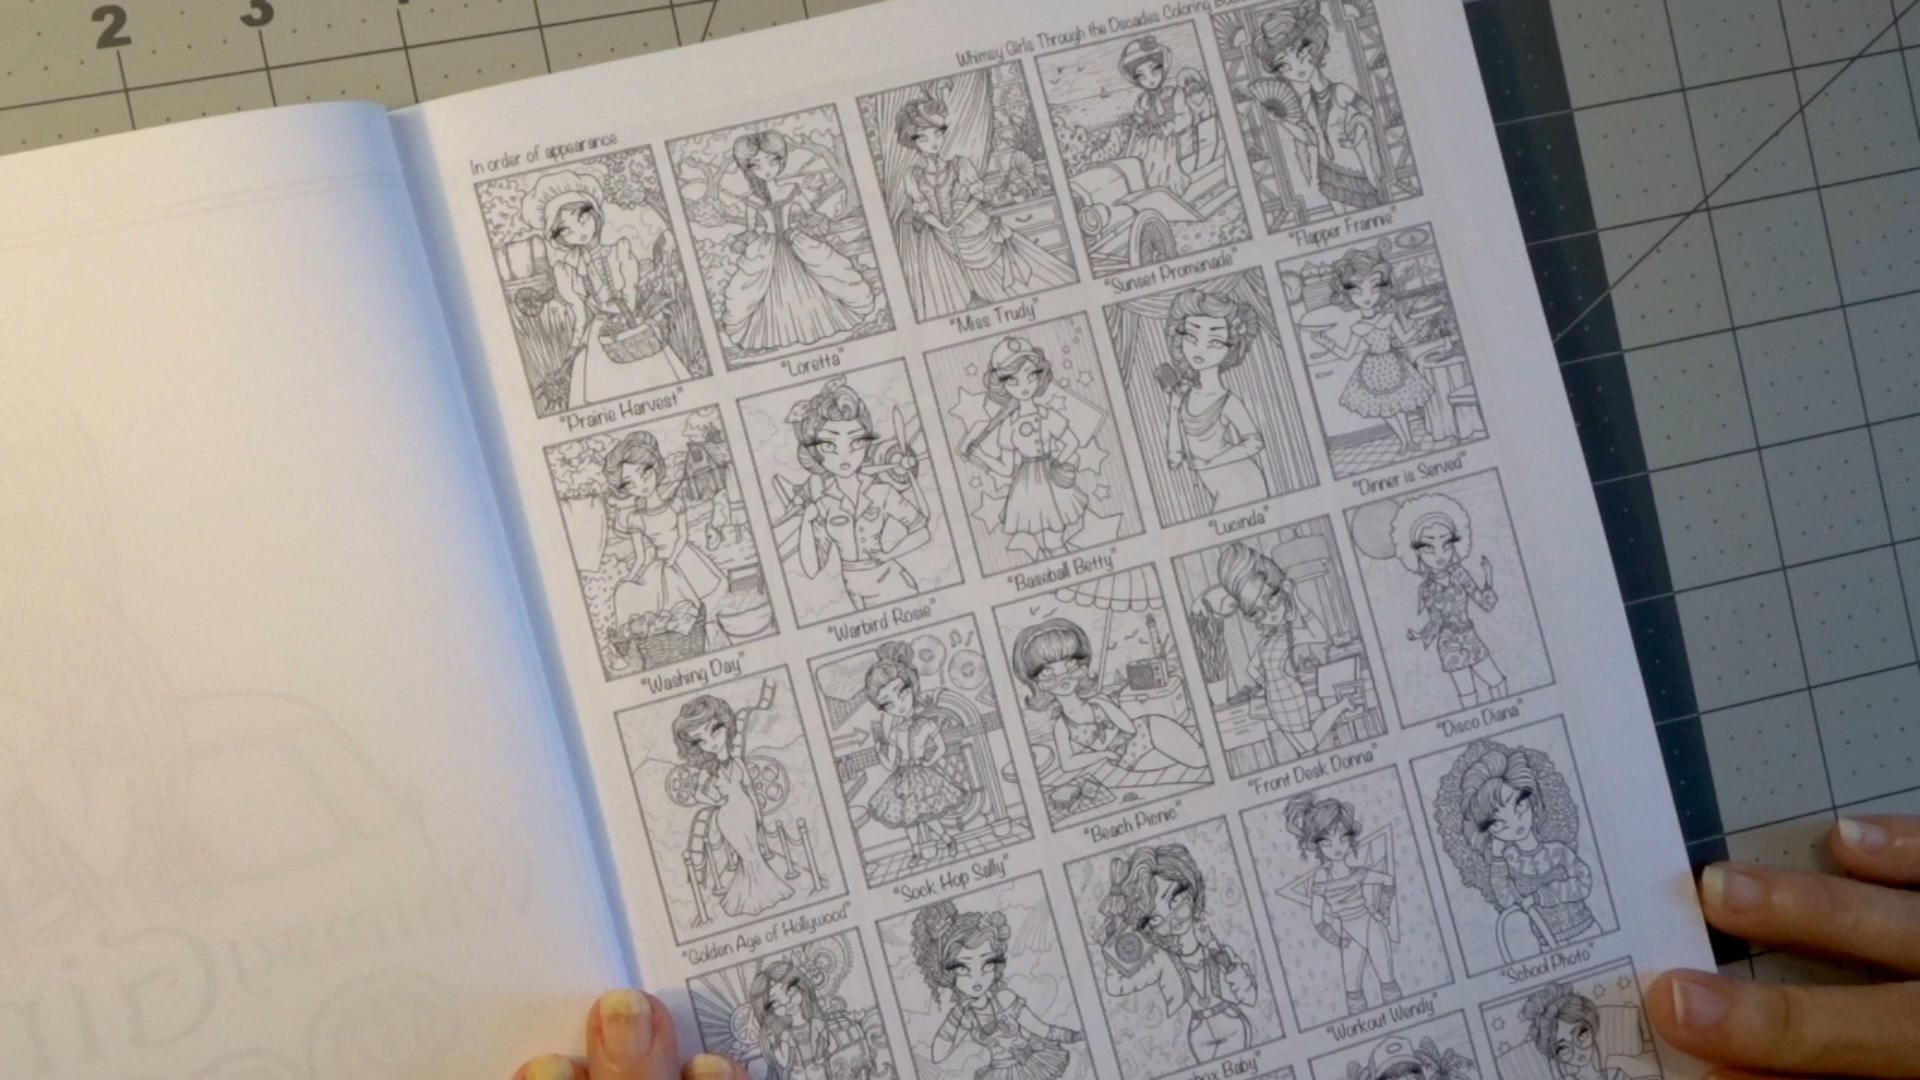 2
3
Whimsy Girls Through the Decades Coloring
In order of appearance
"Prairie Harvest"
"Loretta"
"Miss Trudy"
"Sunset Promenade"
"Flapper Frannie"
"Washing Day"
"Warbird Rosie"
"Baseball Betty"
"Lucinda"
"Dinner is Served"
"Golden Age of Hollywood"
"Sock Hop Sally"
"Beach Picnic"
"Front Desk Donna"
"Disco Diana"
Baby"
"Workout Wendy"
"School Photo"